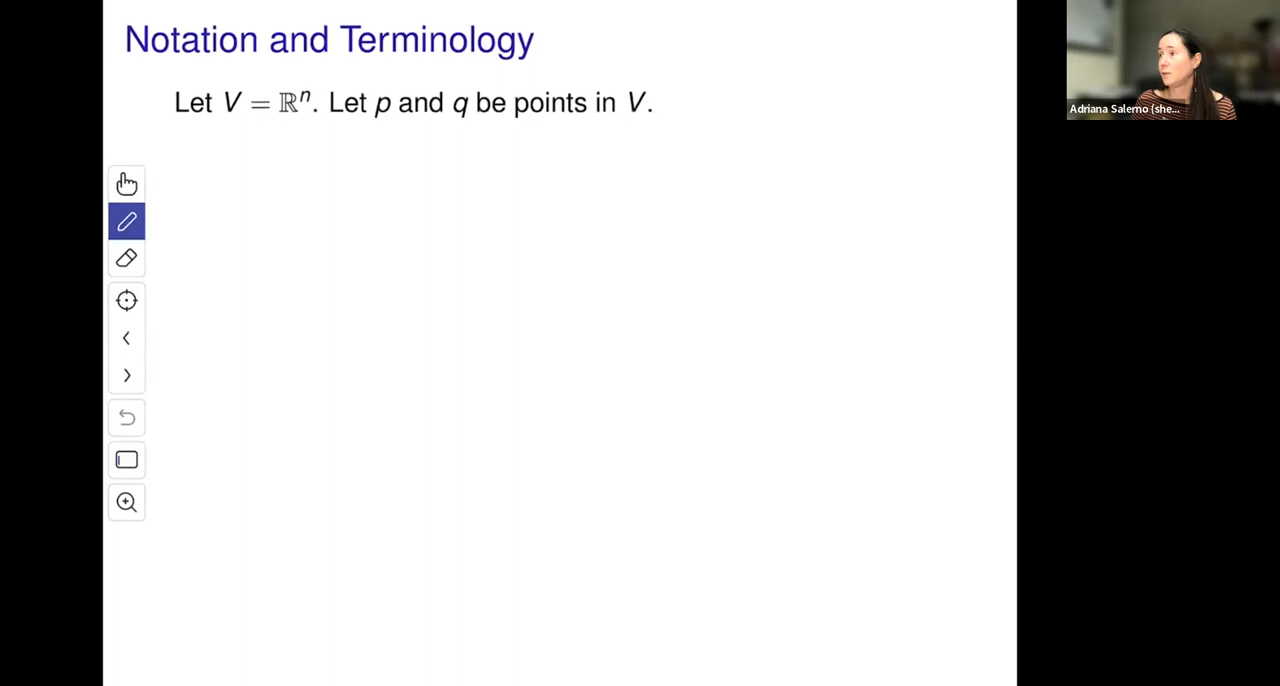 Notation and Terminology
Let V = ℝⁿ. Let p and q be points in V.
Adriana Salerno (she...